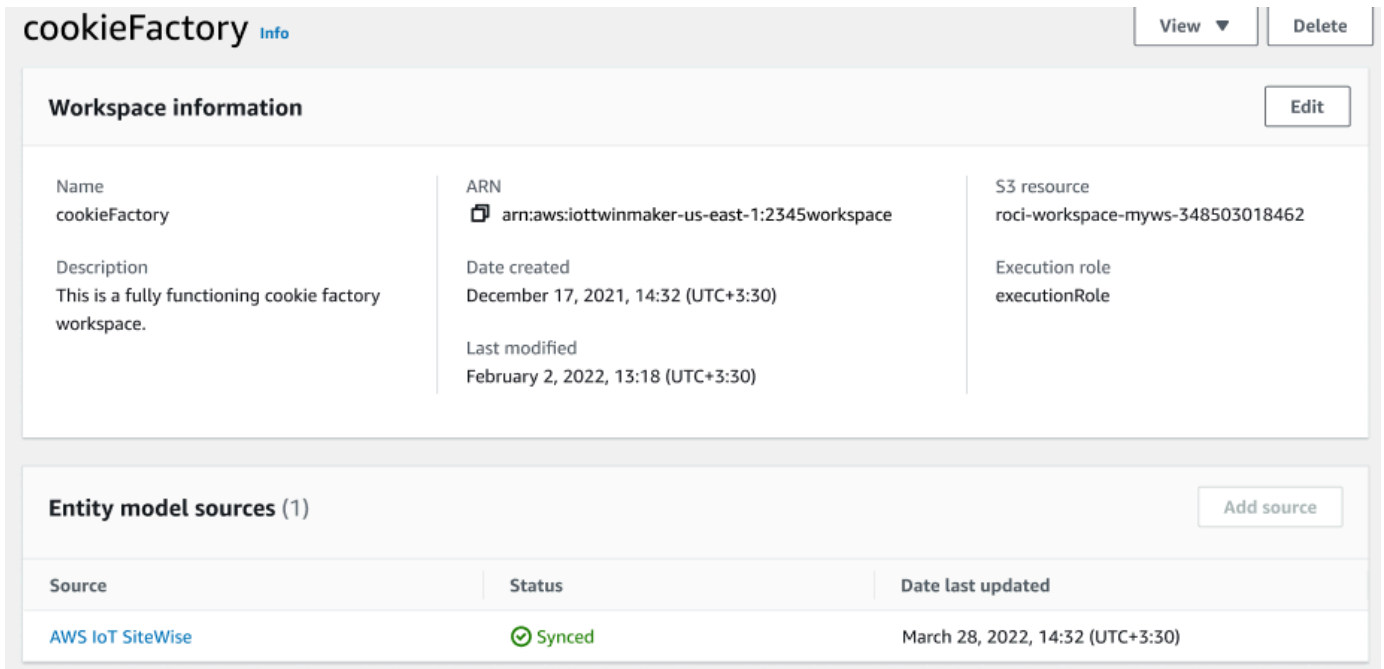 cookieFactory Info
View Delete
Workspace information
Edit
Name
cookieFactory
Description
This is a fully functioning cookie factory
workspace.
ARN
arn:aws:iottwinmaker-us-east-1:2345workspace
Date created
December 17, 2021, 14:32 (UTC+3:30)
Last modified
February 2, 2022, 13:18 (UTC+3:30)
S3 resource
roci-workspace-myws-348503018462
Execution role
executionRole
Entity model sources (1)
Add source
Source Status Date last updated
AWS IoT SiteWise Synced March 28, 2022, 14:32 (UTC+3:30)